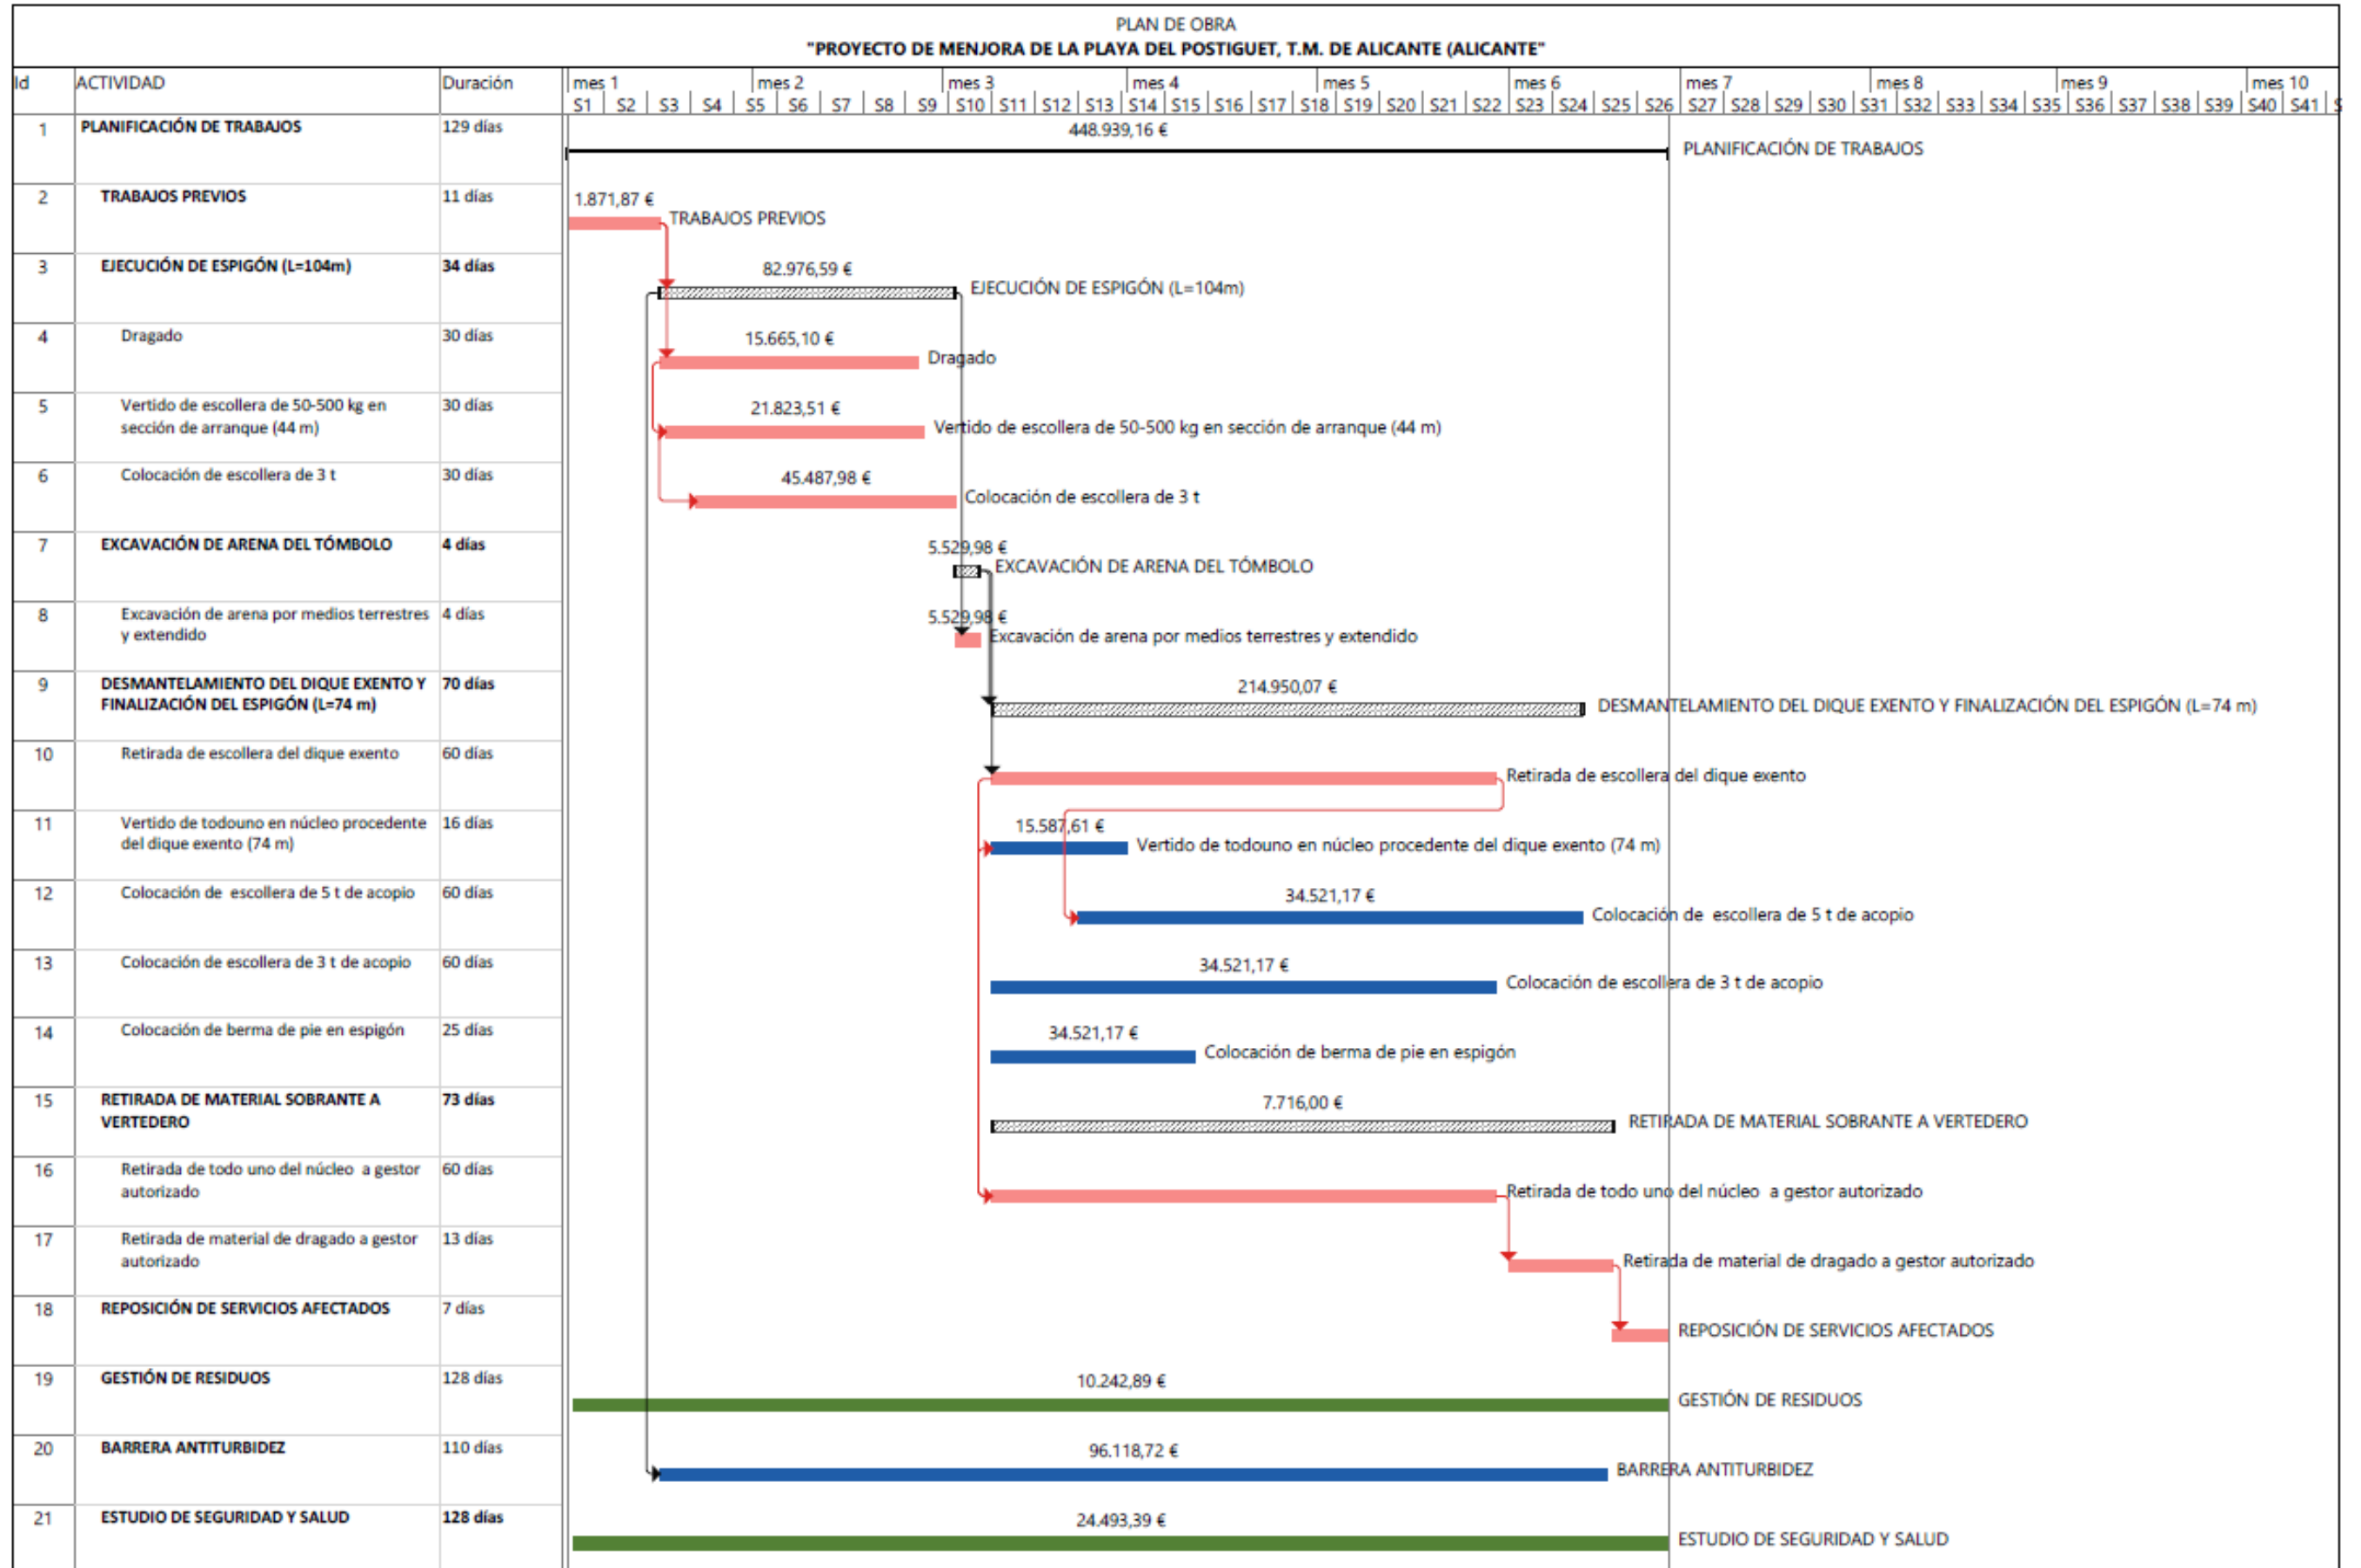 PLAN DE OBRA
"PROYECTO DE MENJORA DE LA PLAYA DEL POSTIGUET, T.M. DE ALICANTE (ALICANTE"
Id ACTIVIDAD Duración mes 1 mes 2 mes 3 mes 4 mes 5 mes 6 mes 7 mes 8 mes 9 mes 10
S1 S2 S3 S4 S5 S6 S7 S8 S9 S10 S11 S12 S13 S14 S15 S16 S17 S18 S19 S20 S21 S22 S23 S24 S25 S26 S27 S28 S29 S30 S31 S32 S33 S34 S35 S36 S37 S38 S39 S40 S41
1 PLANIFICACIÓN DE TRABAJOS 129 días 448.939,16 €
PLANIFICACIÓN DE TRABAJOS
2 TRABAJOS PREVIOS 11 días 1.871,87 €
TRABAJOS PREVIOS
3 EJECUCIÓN DE ESPIGÓN (L=104m) 34 días 82.976,59 €
EJECUCIÓN DE ESPIGÓN (L=104m)
4 Dragado 30 días 15.665,10 €
Dragado
5 Vertido de escollera de 50-500 kg en 30 días 21.823,51 €
sección de arranque (44 m) Vertido de escollera de 50-500 kg en sección de arranque (44 m)
6 Colocación de escollera de 3 t 30 días 45.487,98 €
Colocación de escollera de 3 t
7 EXCAVACIÓN DE ARENA DEL TÓMBOLO 4 días 5.529,98 €
EXCAVACIÓN DE ARENA DEL TÓMBOLO
8 Excavación de arena por medios terrestres 4 días 5.529,98 €
y extendido Excavación de arena por medios terrestres y extendido
9 DESMANTELAMIENTO DEL DIQUE EXENTO Y 70 días 214.950,07 €
FINALIZACIÓN DEL ESPIGÓN (L=74 m) DESMANTELAMIENTO DEL DIQUE EXENTO Y FINALIZACIÓN DEL ESPIGÓN (L=74 m)
10 Retirada de escollera del dique exento 60 días
Retirada de escollera del dique exento
11 Vertido de todouno en núcleo procedente 16 días 15.587,61 €
del dique exento (74 m) Vertido de todouno en núcleo procedente del dique exento (74 m)
12 Colocación de escollera de 5 t de acopio 60 días 34.521,17 €
Colocación de escollera de 5 t de acopio
13 Colocación de escollera de 3 t de acopio 60 días 34.521,17 €
Colocación de escollera de 3 t de acopio
14 Colocación de berma de pie en espigón 25 días 34.521,17 €
Colocación de berma de pie en espigón
15 RETIRADA DE MATERIAL SOBRANTE A 73 días 7.716,00 €
VERTEDERO RETIRADA DE MATERIAL SOBRANTE A VERTEDERO
16 Retirada de todo uno del núcleo a gestor 60 días
autorizado Retirada de todo uno del núcleo a gestor autorizado
17 Retirada de material de dragado a gestor 13 días
autorizado Retirada de material de dragado a gestor autorizado
18 REPOSICIÓN DE SERVICIOS AFECTADOS 7 días
REPOSICIÓN DE SERVICIOS AFECTADOS
19 GESTIÓN DE RESIDUOS 128 días 10.242,89 €
GESTIÓN DE RESIDUOS
20 BARRERA ANTITURBIDEZ 110 días 96.118,72 €
BARRERA ANTITURBIDEZ
21 ESTUDIO DE SEGURIDAD Y SALUD 128 días 24.493,39 €
ESTUDIO DE SEGURIDAD Y SALUD